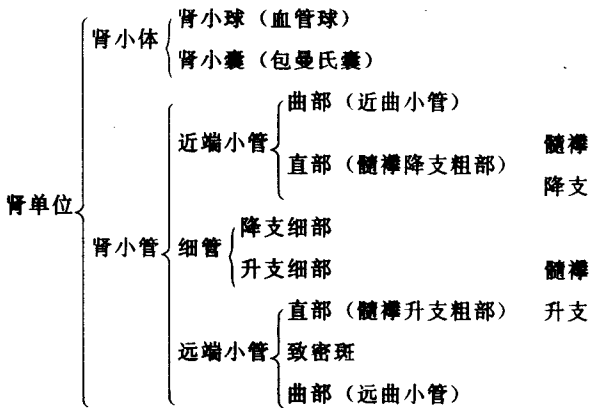 肾小球（血管球）
肾小体
肾小囊（包曼氏囊）
曲部（近曲小管）
近端小管
直部（髓襻降支粗部）
髓襻
降支
肾单位
肾小管
细管
降支细部
升支细部
髓襻
升支
直部（髓襻升支粗部）
远端小管
致密斑
曲部（远曲小管）